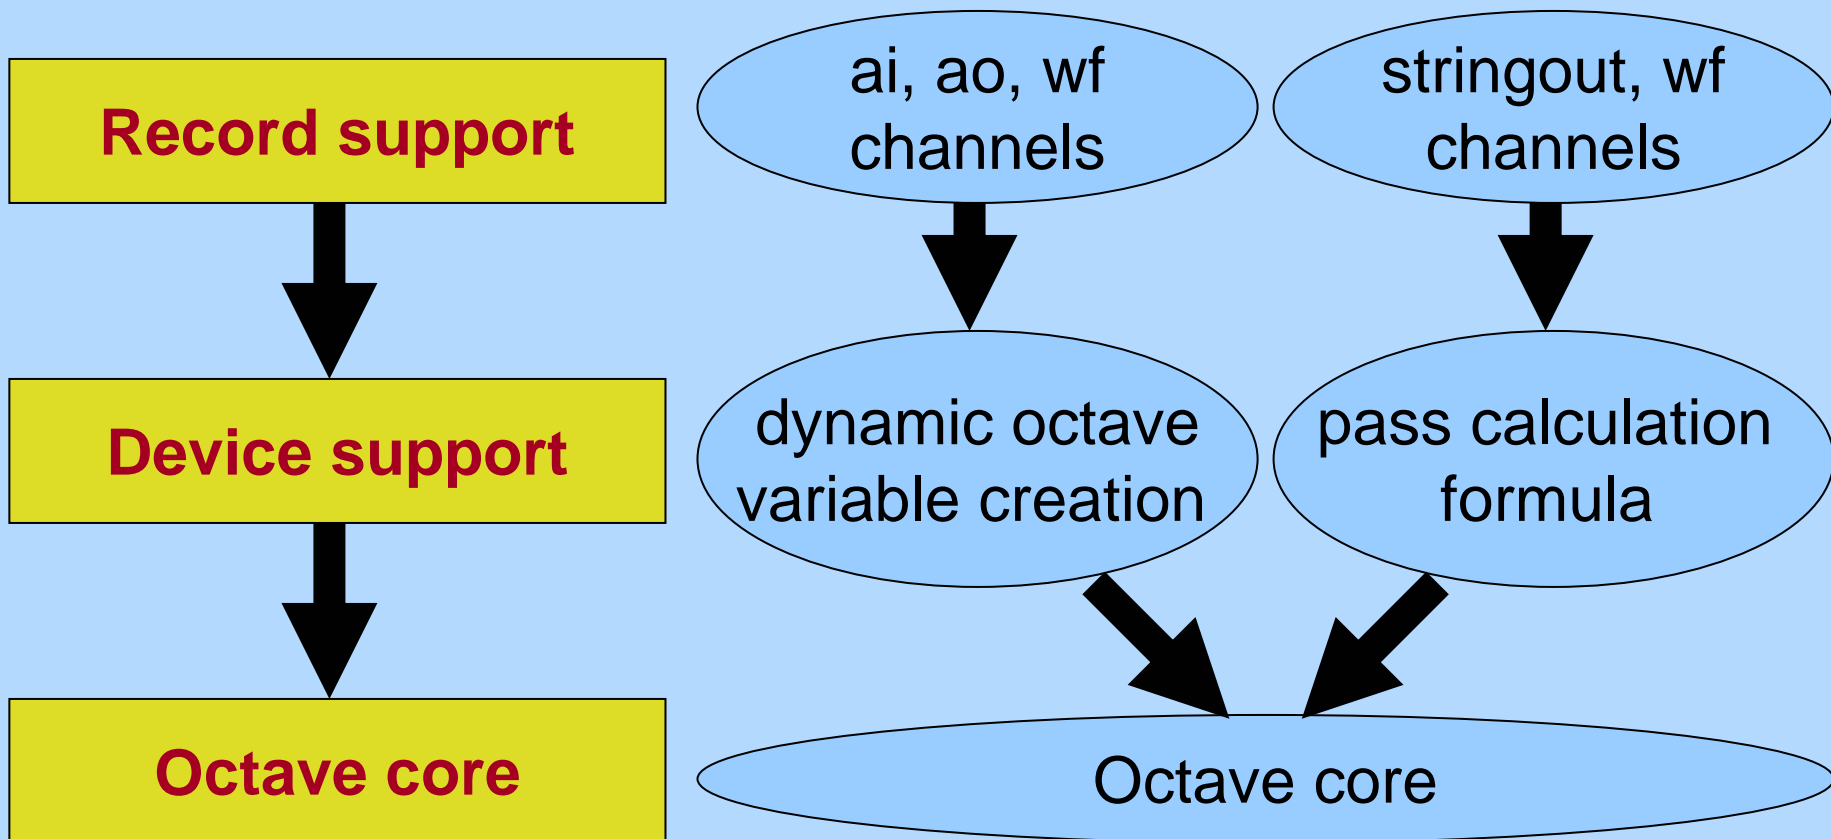 Record support
ai, ao, wf
channels
stringout, wf
channels
Device support
dynamic octave
variable creation
pass calculation
formula
Octave core
Octave core